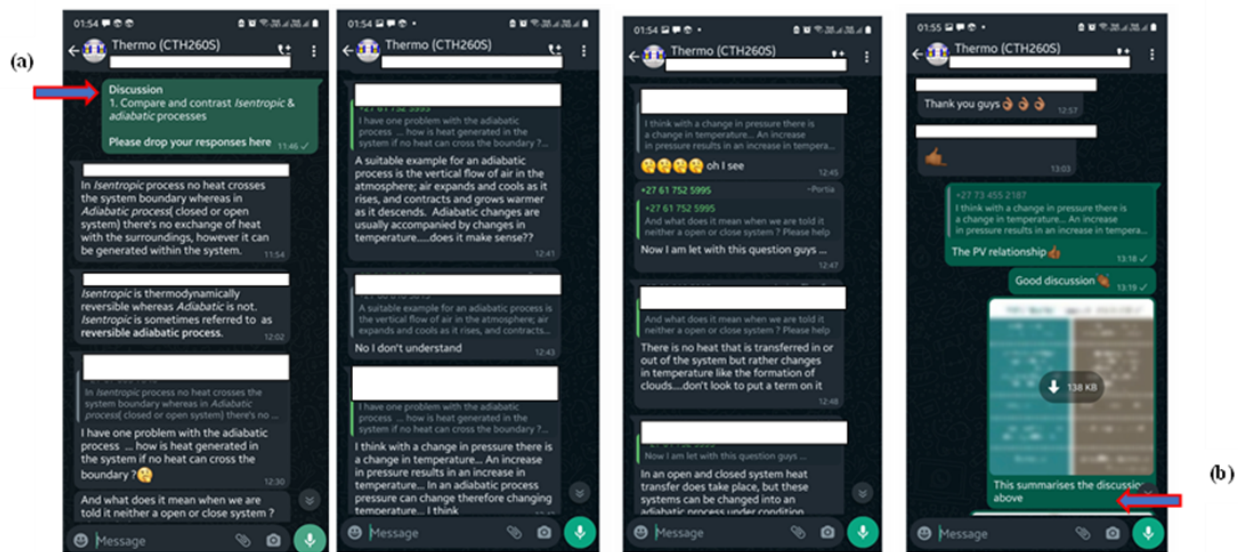 (a)
01:54
Thermo (CTH260S)
Discussion
1. Compare and contrast Isentropic &
adiabatic processes
Please drop your responses here 11:46
In Isentropic process no heat crosses
the system boundary whereas in
Adiabatic process( closed or open
system) there's no exchange of heat
with the surroundings, however it can
be generated within the system.
11:54
Isentropic is thermodynamically
reversible whereas Adiabatic is not.
Isentropic is sometimes referred to as
reversible adiabatic process.
12:02
In Isentropic process no heat crosses the
system boundary whereas in Adiabatic
process( closed or open system) there's no ...
I have one problem with the adiabatic
process ... how is heat generated in
the system if no heat can cross the
boundary ?
12:30
And what does it mean when we are
told it neither a open or close system ?
Message
01:54
Thermo (CTH260S)
+27 61 752 5995
I have one problem with the adiabatic
process ... how is heat generated in the
system if no heat can cross the boundary ?...
A suitable example for an adiabatic
process is the vertical flow of air in the
atmosphere; air expands and cools as it
rises, and contracts and grows warmer
as it descends. Adiabatic changes are
usually accompanied by changes in
temperature.....does it make sense??
12:41
A suitable example for an adiabatic process is
the vertical flow of air in the atmosphere; air
expands and cools as it rises, and contracts...
No I don't understand
12:43
I have one problem with the adiabatic
process ... how is heat generated in the
system if no heat can cross the boundary ?...
I think with a change in pressure there is
a change in temperature... An increase
in pressure results in an increase in
temperature... In an adiabatic process
pressure can change therefore changing
temperature... I think
Message
01:54
Thermo (CTH260S)
I think with a change in pressure there is
a change in temperature... An increase
in pressure results in an increase in tempera...
oh I see
12:45
+27 61 752 5995 ~Portia
+27 61 752 5995
And what does it mean when we are told it
neither a open or close system ? Please help
Now I am let with this question guys ...
12:47
And what does it mean when we are told it
neither a open or close system ? Please help
There is no heat that is transferred in or
out of the system but rather changes
in temperature like the formation of
clouds....don't look to put a term on it
12:48
Now I am let with this question guys ...
In an open and closed system heat
transfer does take place, but these
systems can be changed into an
adiabatic process under condition
Message
01:55
Thermo (CTH260S)
Thank you guys
12:57
13:03
+27 73 455 2187
I think with a change in pressure there is
a change in temperature... An increase
in pressure results in an increase in tempera...
The PV relationship
13:18
Good discussion 13:19
138 KB
This summarises the discussion
above
Message
(b)